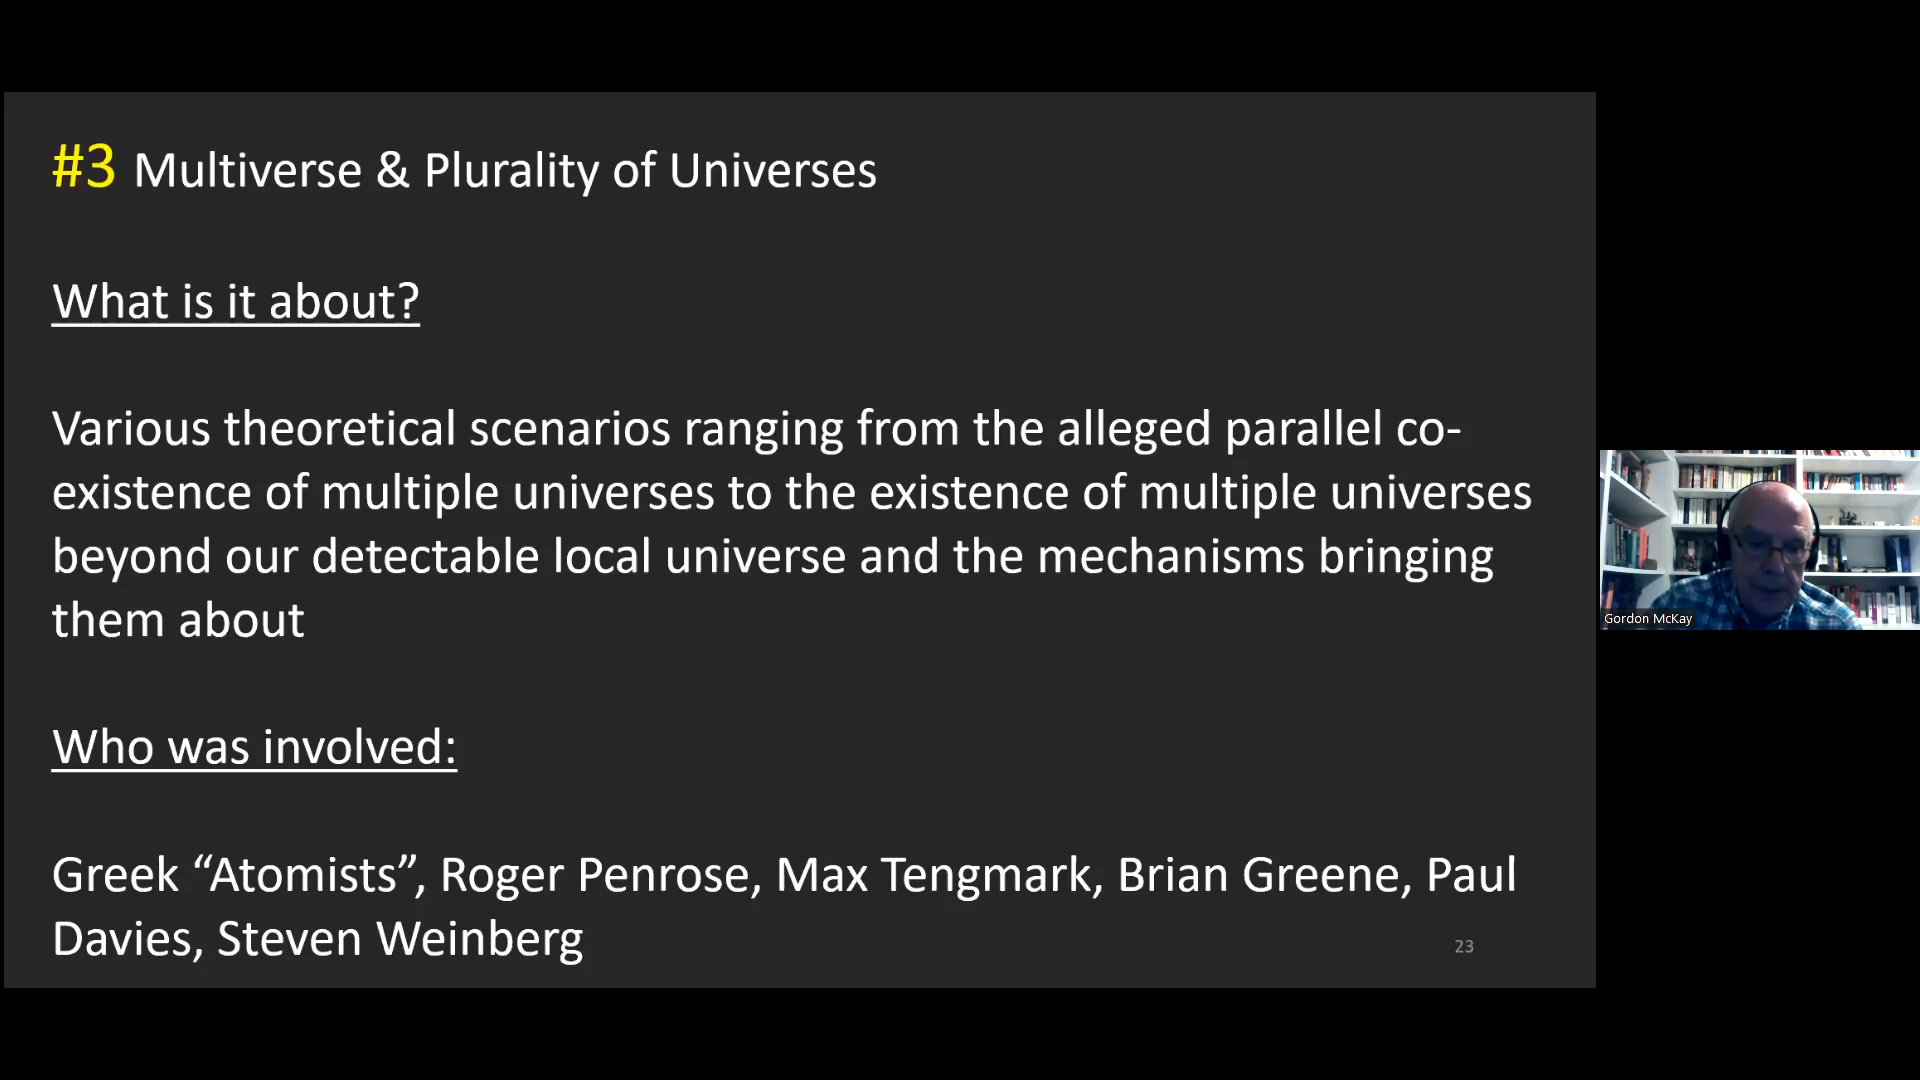 #3 Multiverse & Plurality of Universes
What is it about?
Various theoretical scenarios ranging from the alleged parallel co-
existence of multiple universes to the existence of multiple universes
beyond our detectable local universe and the mechanisms bringing
them about
Who was involved:
Greek “Atomists”, Roger Penrose, Max Tengmark, Brian Greene, Paul
Davies, Steven Weinberg
23
Gordon McKay